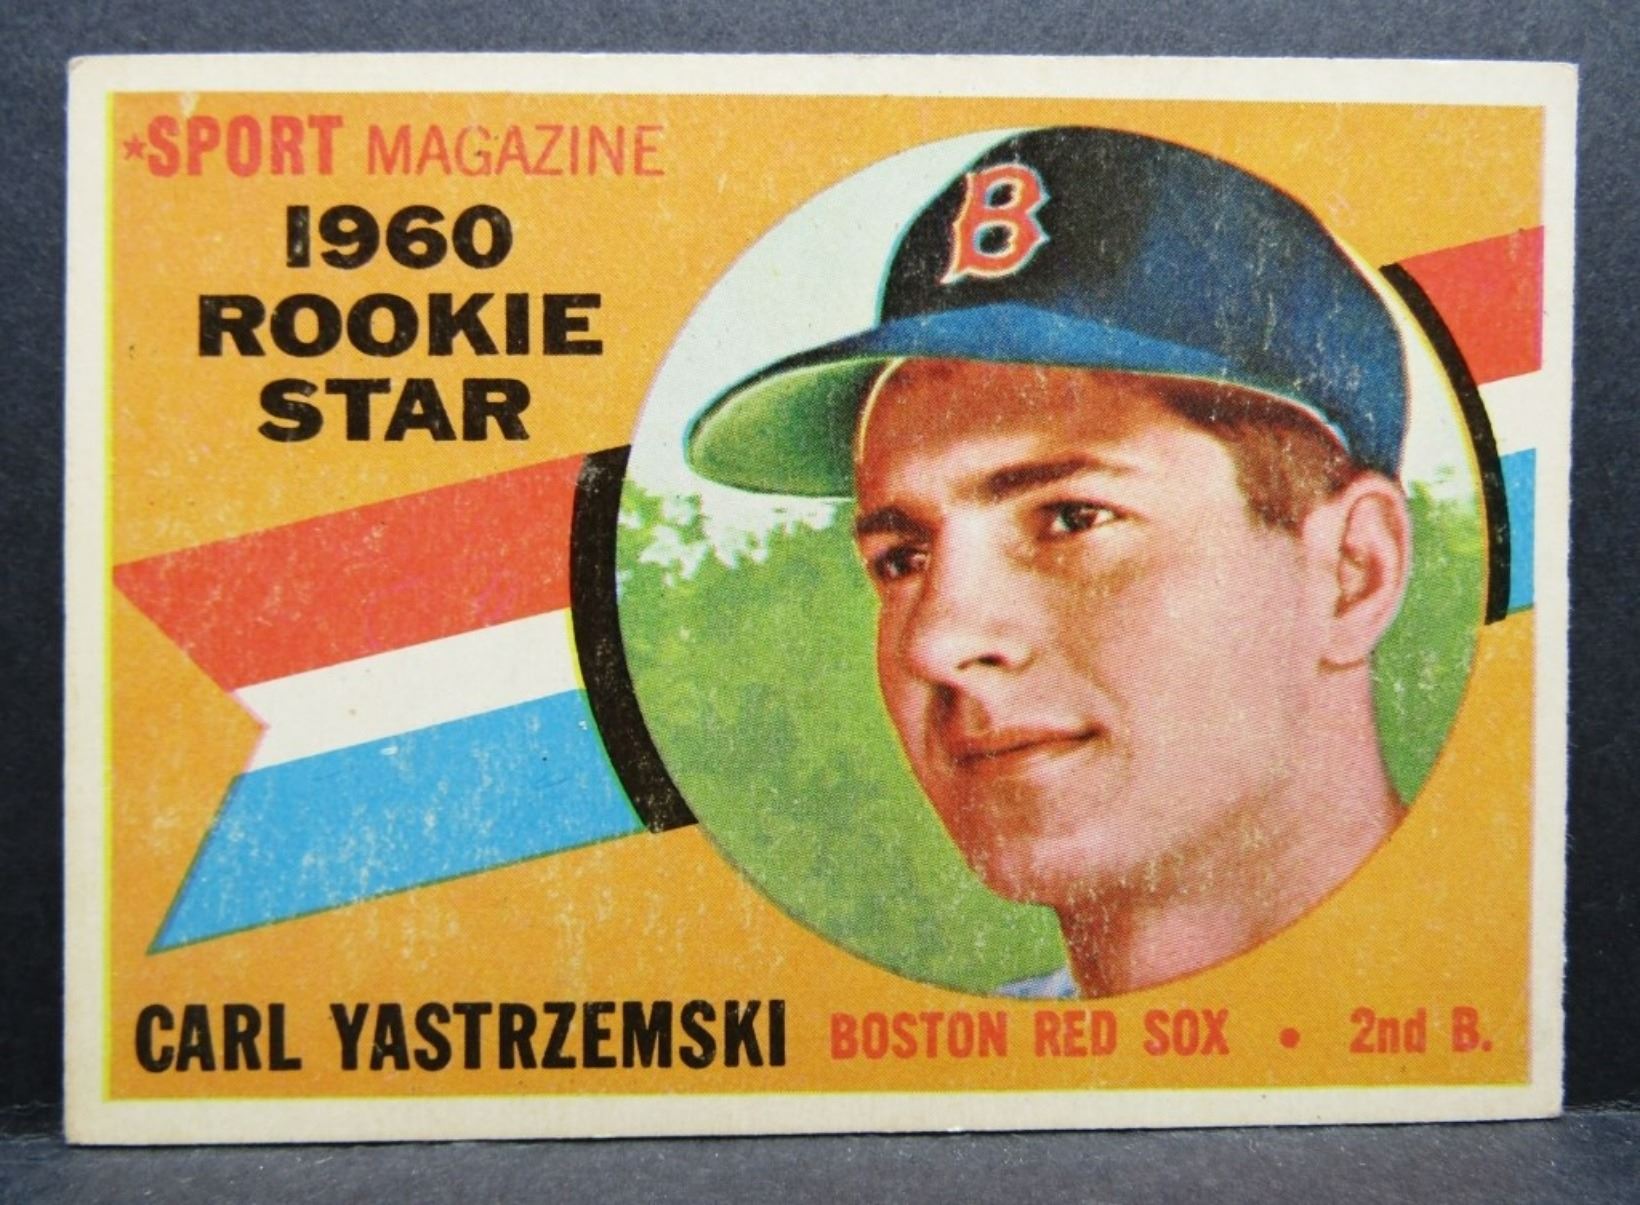 ★SPORT MAGAZINE
1960
ROOKIE
STAR
B
CARL YASTRZEMSKI BOSTON RED SOX • 2nd B.